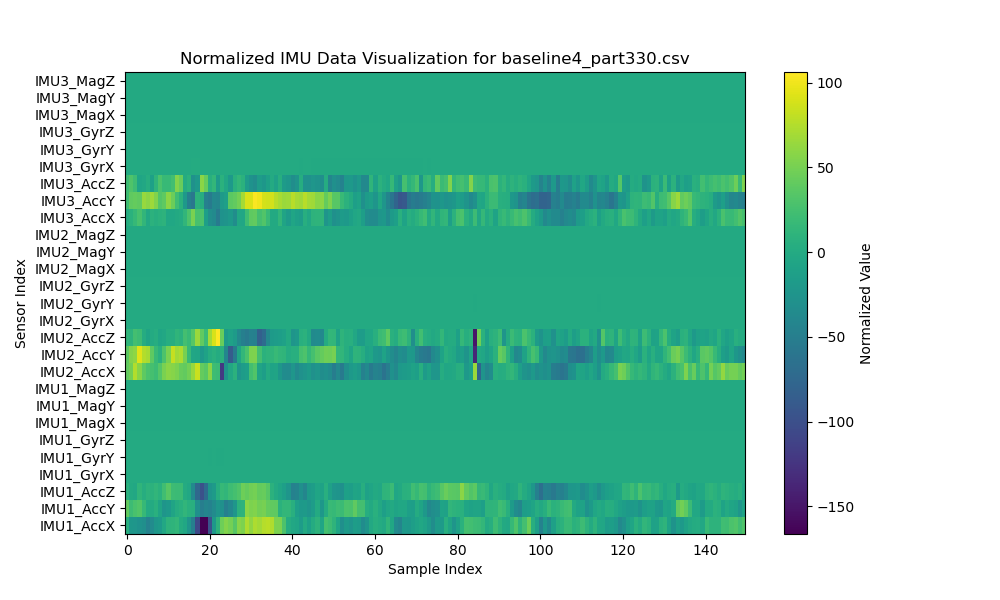 Normalized IMU Data Visualization for baseline4_part330.csv
IMU3_MagZ
IMU3_MagY
IMU3_MagX
IMU3_GyrZ
IMU3_GyrY
IMU3_GyrX
IMU3_AccZ
IMU3_AccY
IMU3_AccX
IMU2_MagZ
IMU2_MagY
IMU2_MagX
IMU2_GyrZ
IMU2_GyrY
IMU2_GyrX
IMU2_AccZ
IMU2_AccY
IMU2_AccX
IMU1_MagZ
IMU1_MagY
IMU1_MagX
IMU1_GyrZ
IMU1_GyrY
IMU1_GyrX
IMU1_AccZ
IMU1_AccY
IMU1_AccX
Sensor Index
0 20 40 60 80 100 120 140
Sample Index
100
50
0
−50
−100
−150
Normalized Value